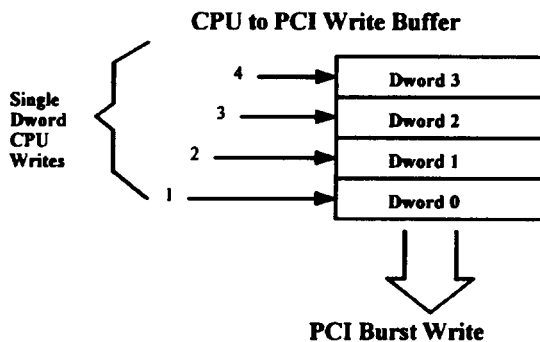 CPU to PCI Write Buffer
4
Dword 3
Single
Dword
CPU
Writes
3
Dword 2
2
Dword 1
1
Dword 0
PCI Burst Write